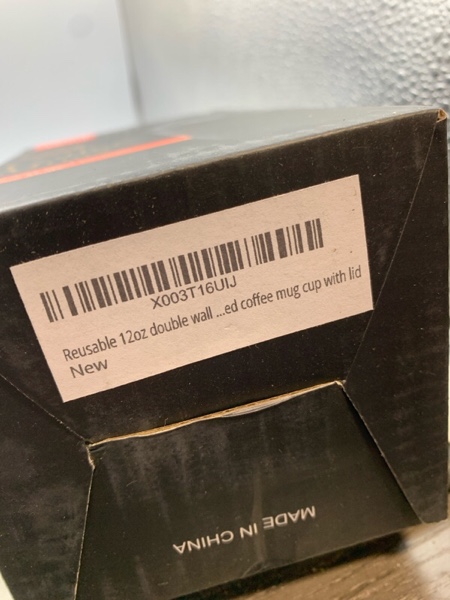 X003T16UIJ
Reusable 12oz double wall ...ed coffee mug cup with lid
New
MADE IN CHINA